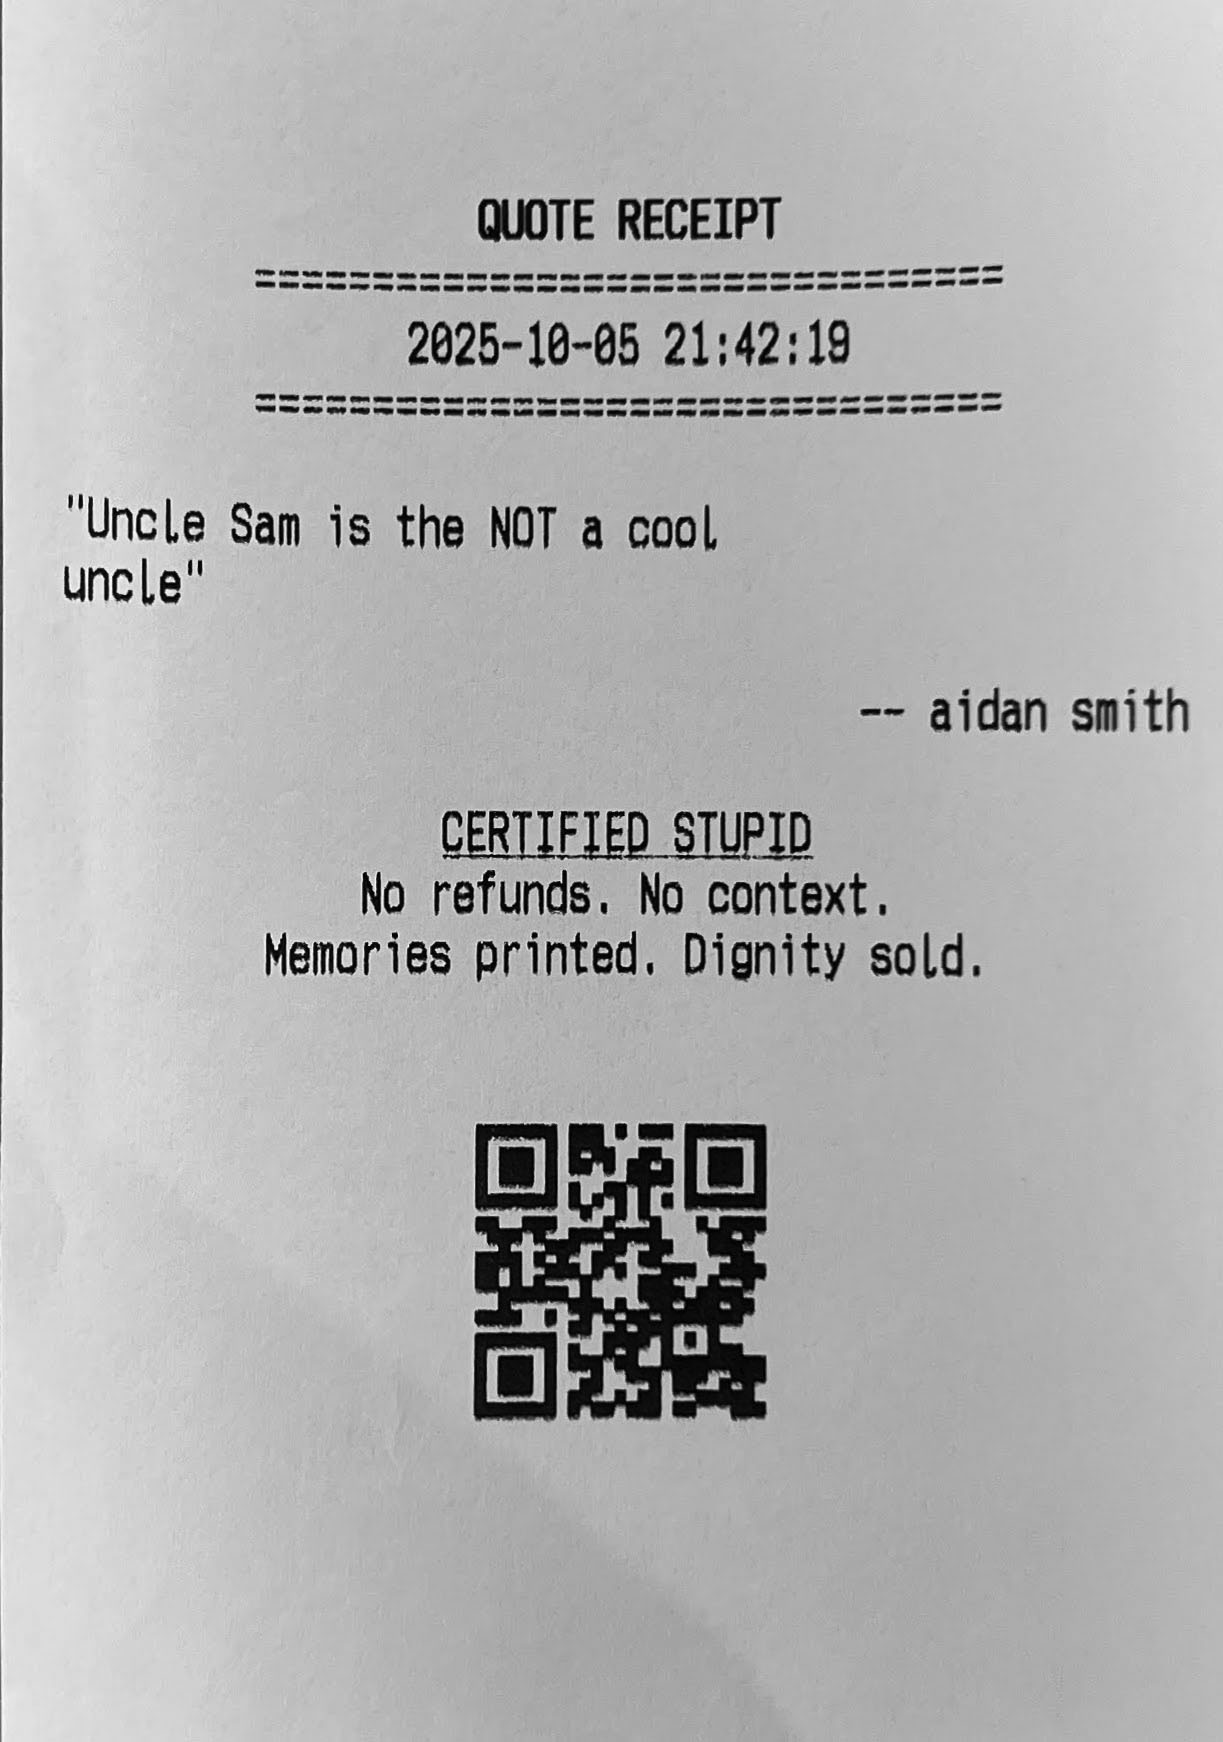 QUOTE RECEIPT
================================
2025-10-05 21:42:19
================================
"Uncle Sam is the NOT a cool
uncle"
-- aidan smith
CERTIFIED STUPID
No refunds. No context.
Memories printed. Dignity sold.